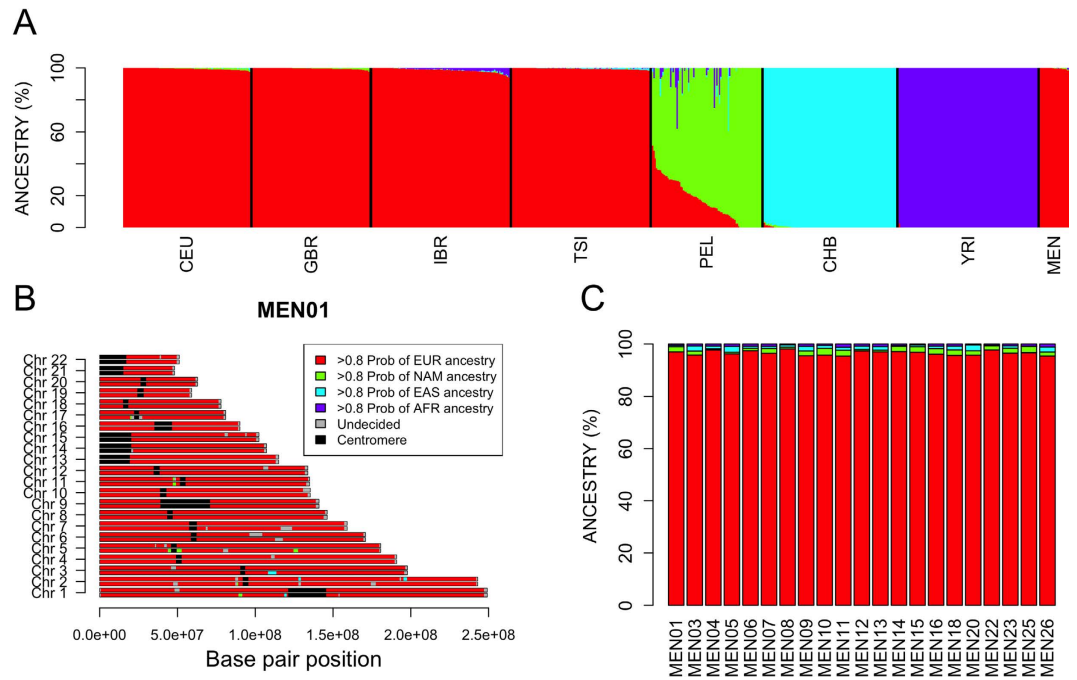 A
ANCESTRY (%)
100
60
20
0
CEU
GBR
IBR
TSI
PEL
CHB
YRI
MEN
B
MEN01
Chr 22
Chr 21
Chr 20
Chr 19
Chr 18
Chr 17
Chr 16
Chr 15
Chr 14
Chr 13
Chr 12
Chr 11
Chr 10
Chr 9
Chr 8
Chr 7
Chr 6
Chr 5
Chr 4
Chr 3
Chr 2
Chr 1
>0.8 Prob of EUR ancestry
>0.8 Prob of NAM ancestry
>0.8 Prob of EAS ancestry
>0.8 Prob of AFR ancestry
Undecided
Centromere
0.0e+00
5.0e+07
1.0e+08
1.5e+08
2.0e+08
2.5e+08
Base pair position
C
ANCESTRY (%)
100
80
60
40
20
0
MEN01
MEN03
MEN04
MEN05
MEN06
MEN07
MEN08
MEN09
MEN10
MEN11
MEN12
MEN13
MEN14
MEN15
MEN16
MEN18
MEN20
MEN22
MEN23
MEN25
MEN26